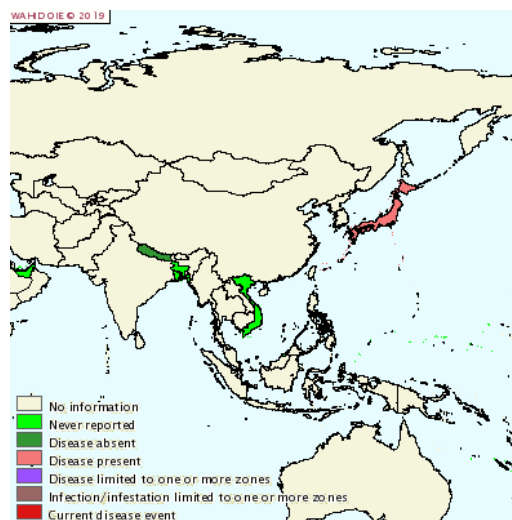 WAHID OIE © 2019
No information
Never reported
Disease absent
Disease present
Disease limited to one or more zones
Infection/infestation limited to one or more zones
Current disease event